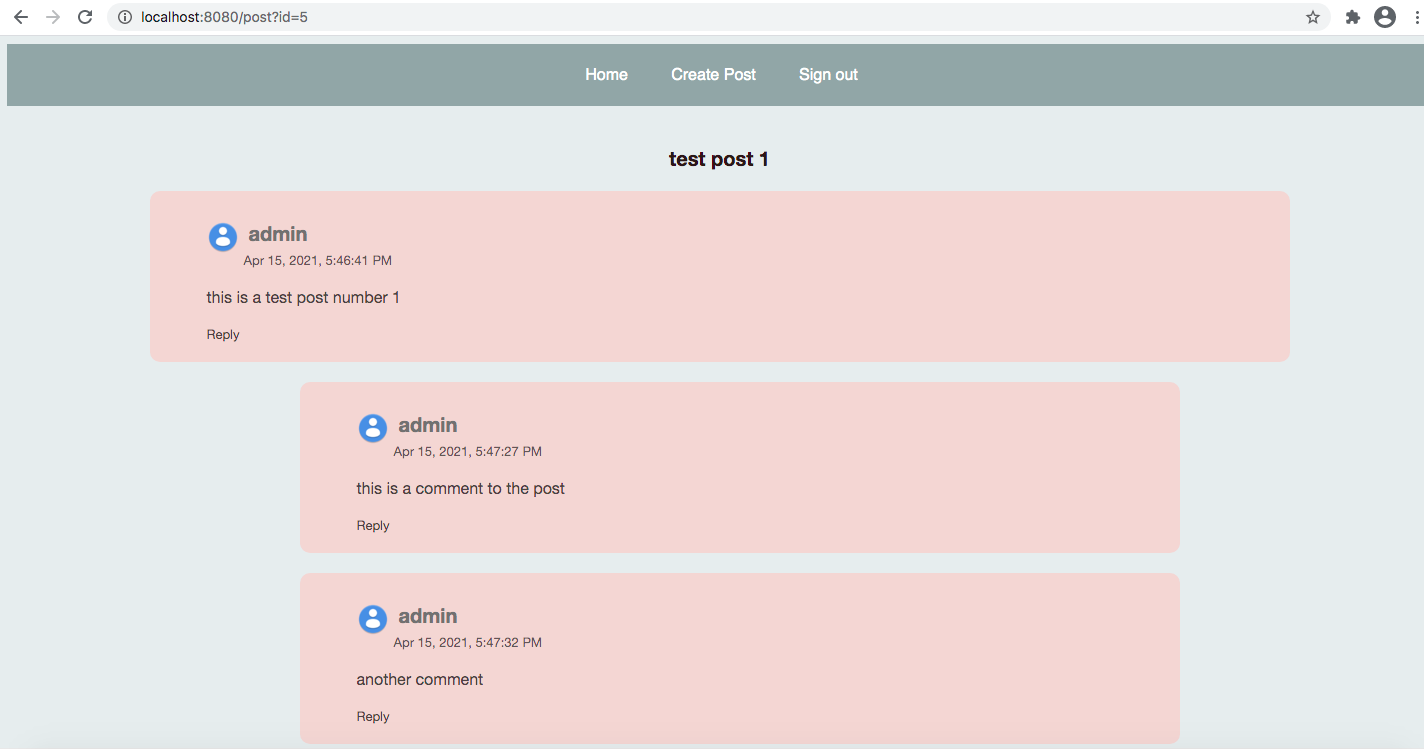 localhost:8080/post?id=5
Home Create Post Sign out
test post 1
admin
Apr 15, 2021, 5:46:41 PM
this is a test post number 1
Reply
admin
Apr 15, 2021, 5:47:27 PM
this is a comment to the post
Reply
admin
Apr 15, 2021, 5:47:32 PM
another comment
Reply